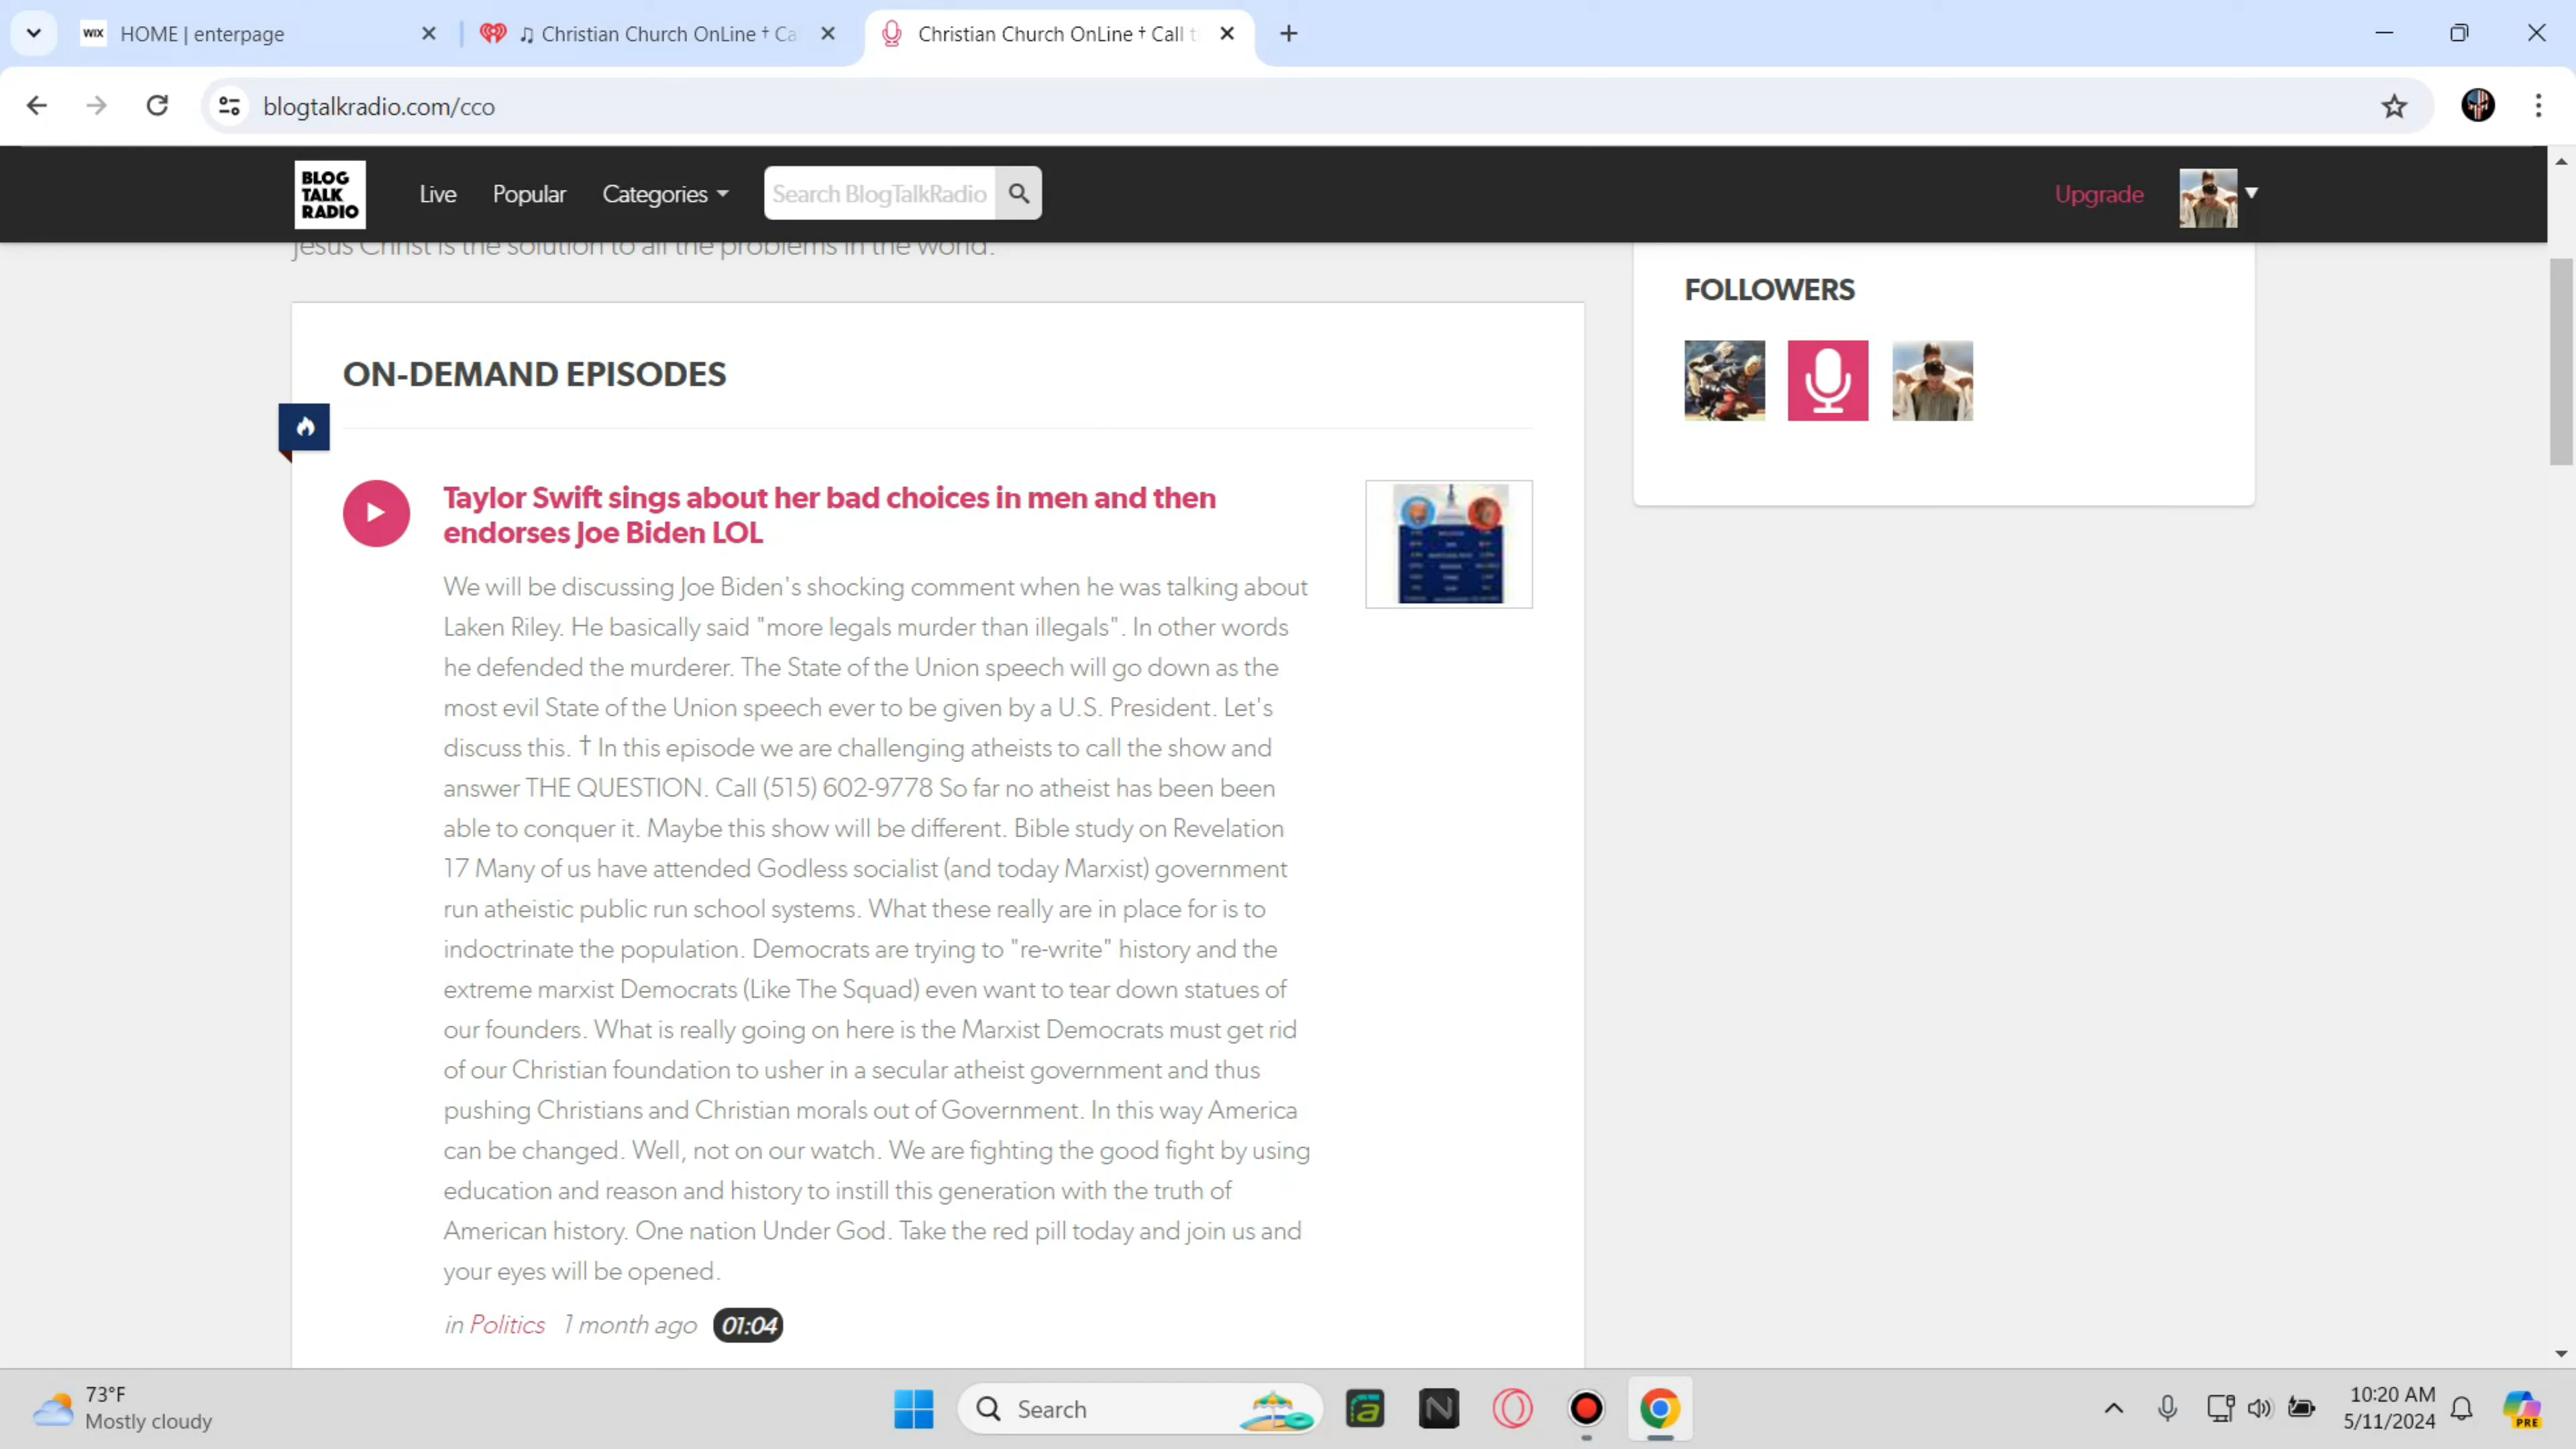 HOME | enterpage
♫ Christian Church OnLine † Ca
Christian Church OnLine † Call t
blogtalkradio.com/cco
BLOG
TALK
RADIO
Live
Popular
Categories
Search BlogTalkRadio
Upgrade
Jesus Christ is the solution to all the problems in the world.
FOLLOWERS
ON-DEMAND EPISODES
Taylor Swift sings about her bad choices in men and then
endorses Joe Biden LOL
We will be discussing Joe Biden's shocking comment when he was talking about
Laken Riley. He basically said "more legals murder than illegals". In other words
he defended the murderer. The State of the Union speech will go down as the
most evil State of the Union speech ever to be given by a U.S. President. Let's
discuss this. † In this episode we are challenging atheists to call the show and
answer THE QUESTION. Call (515) 602-9778 So far no atheist has been been
able to conquer it. Maybe this show will be different. Bible study on Revelation
17 Many of us have attended Godless socialist (and today Marxist) government
run atheistic public run school systems. What these really are in place for is to
indoctrinate the population. Democrats are trying to "re-write" history and the
extreme marxist Democrats (Like The Squad) even want to tear down statues of
our founders. What is really going on here is the Marxist Democrats must get rid
of our Christian foundation to usher in a secular atheist government and thus
pushing Christians and Christian morals out of Government. In this way America
can be changed. Well, not on our watch. We are fighting the good fight by using
education and reason and history to instill this generation with the truth of
American history. One nation Under God. Take the red pill today and join us and
your eyes will be opened.
in Politics 1 month ago 01:04
73°F
Mostly cloudy
Search
10:20 AM
5/11/2024
PRE